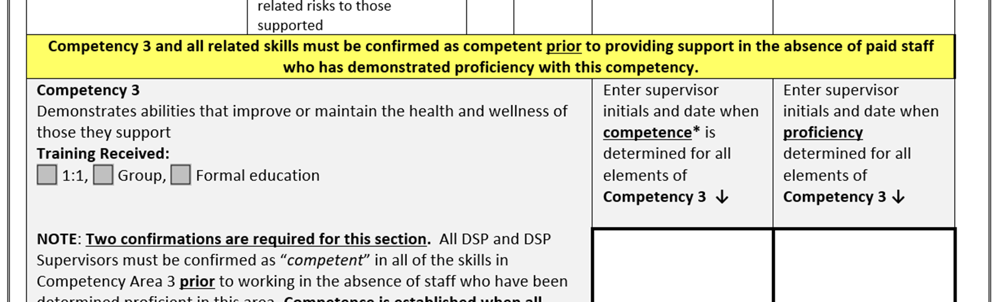 related risks to those
supported
Competency 3 and all related skills must be confirmed as competent prior to providing support in the absence of paid staff
who has demonstrated proficiency with this competency.
Competency 3
Demonstrates abilities that improve or maintain the health and wellness of
those they support
Training Received:
1:1, Group, Formal education
NOTE: Two confirmations are required for this section. All DSP and DSP
Supervisors must be confirmed as “competent” in all of the skills in
Competency Area 3 prior to working in the absence of staff who have been
determined proficient in this area. Competence is established when all
Enter supervisor
initials and date when
competence* is
determined for all
elements of
Competency 3 ↓
Enter supervisor
initials and date when
proficiency
determined for all
elements of
Competency 3 ↓